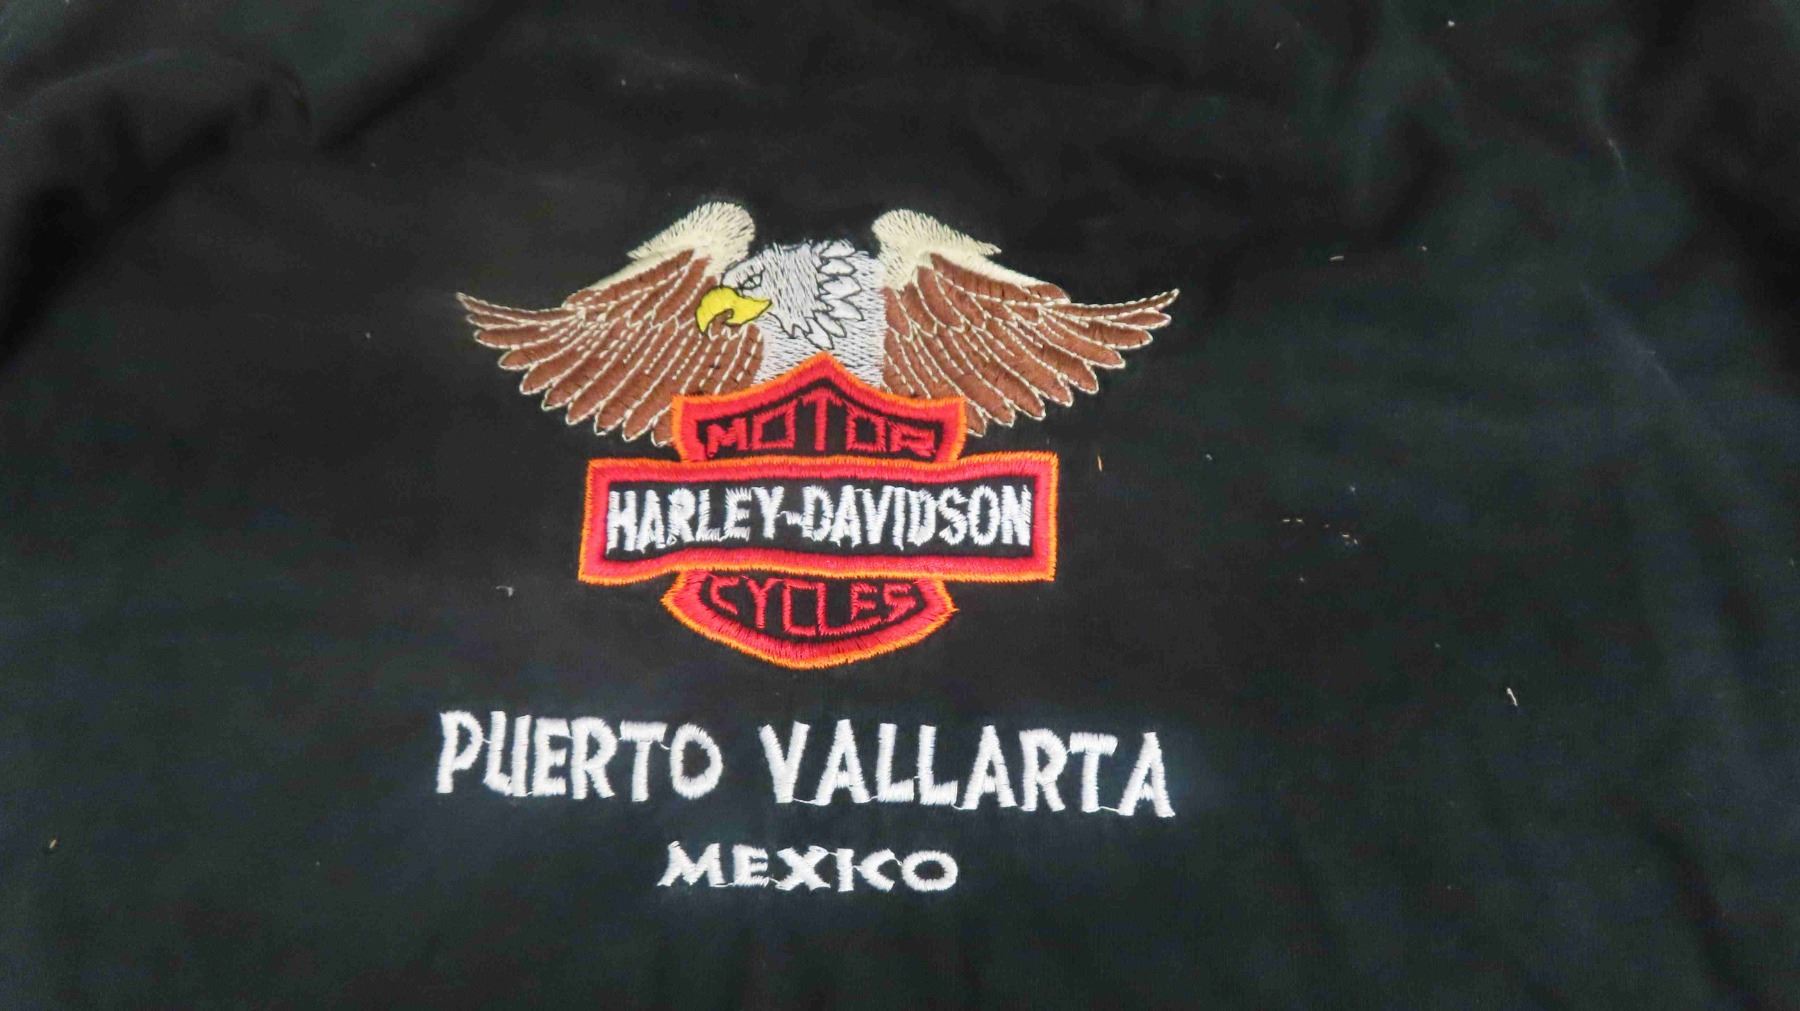 MOTOR
HARLEY-DAVIDSON
CYCLES
PUERTO VALLARTA
MEXICO